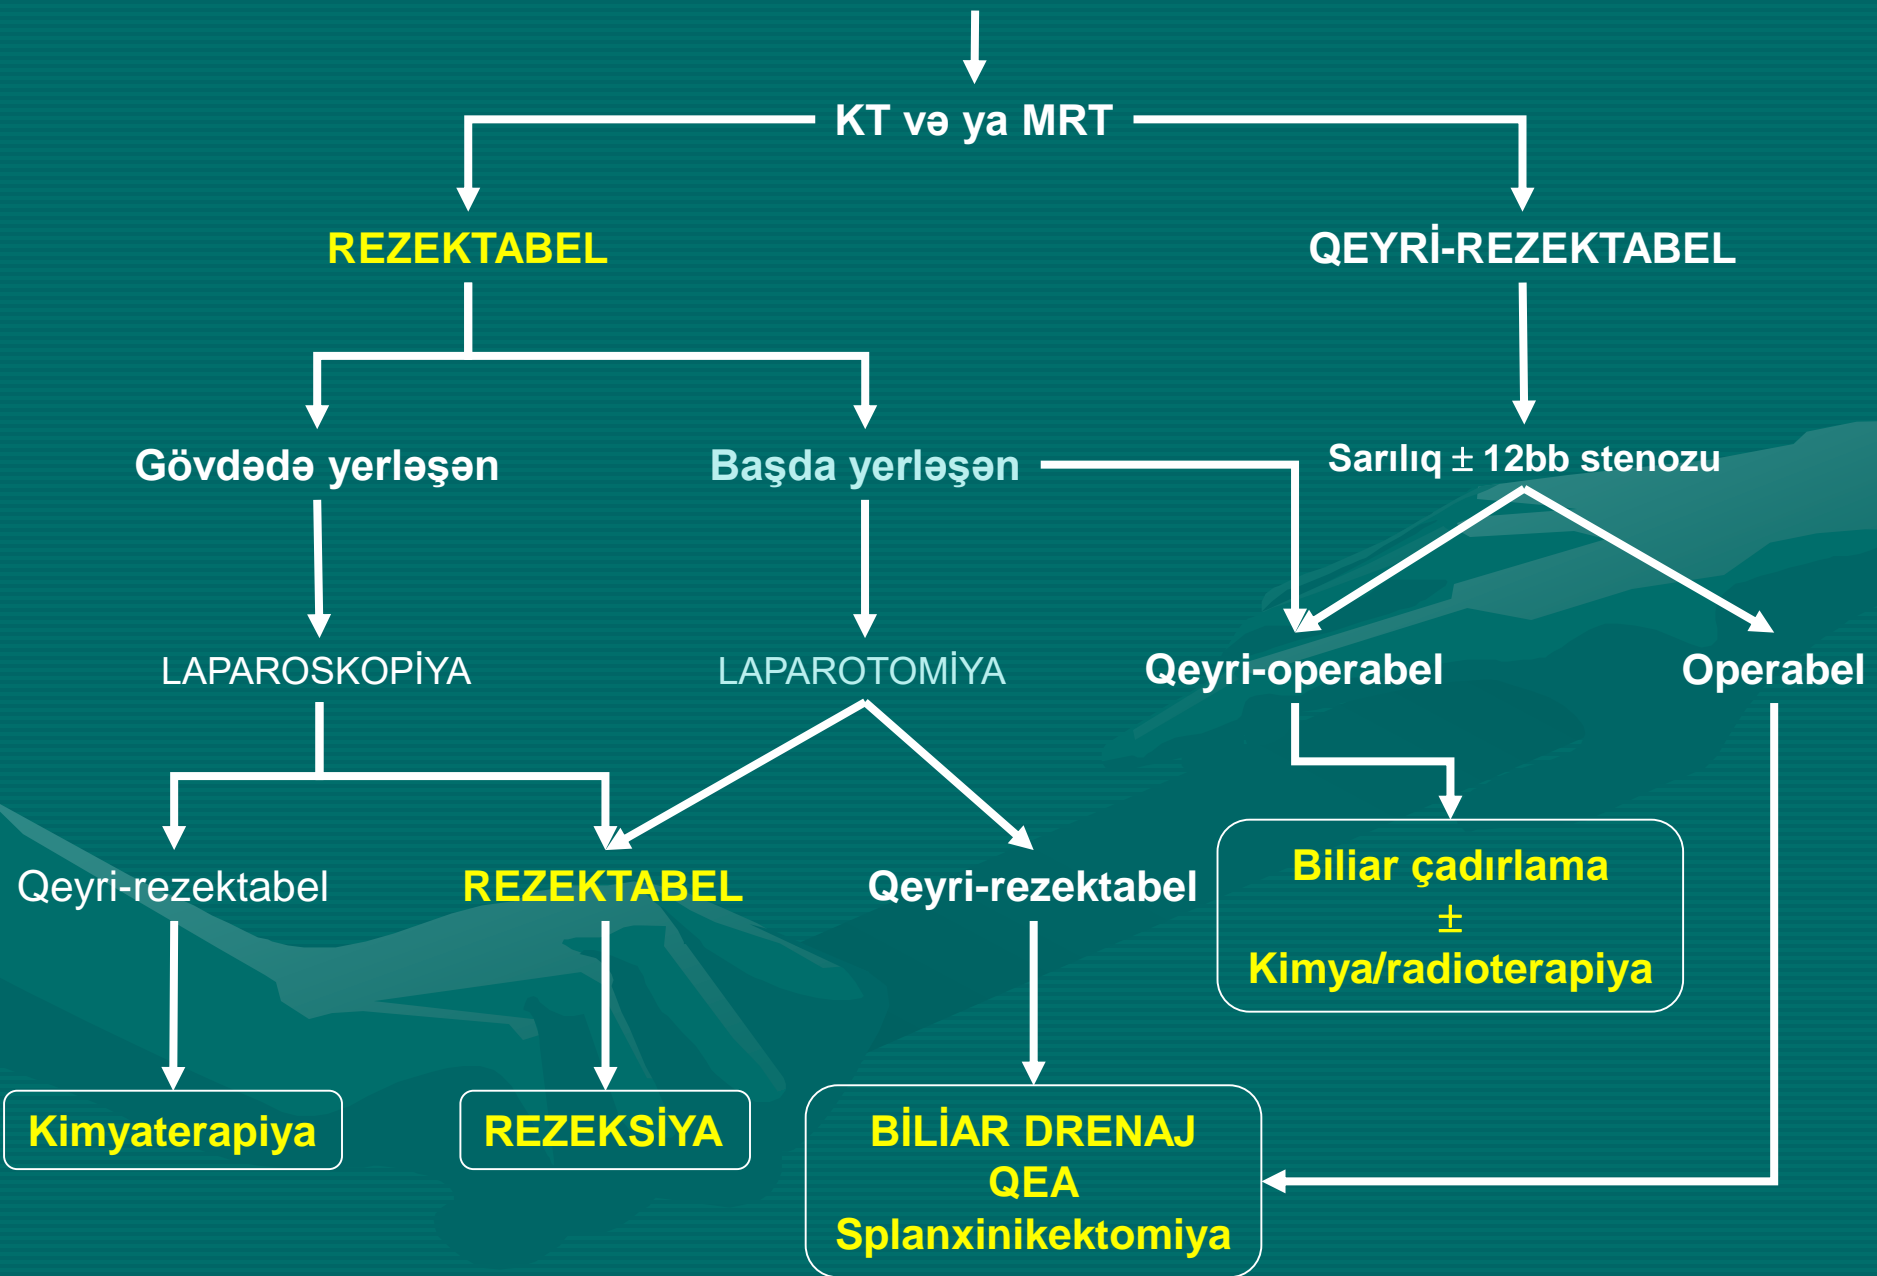 KT və ya MRT
REZEKTABEL
QEYRİ-REZEKTABEL
Gövdədə yerləşən
Başda yerləşən
Sarılıq ± 12bb stenozu
LAPAROSKOPİYA
LAPAROTOMİYA
Qeyri-operabel
Operabel
Qeyri-rezektabel
REZEKTABEL
Qeyri-rezektabel
Biliar çadırlama
±
Kimya/radioterapiya
Kimyaterapiya
REZEKSİYA
BİLİAR DRENAJ
QEA
Splanxinikektomiya